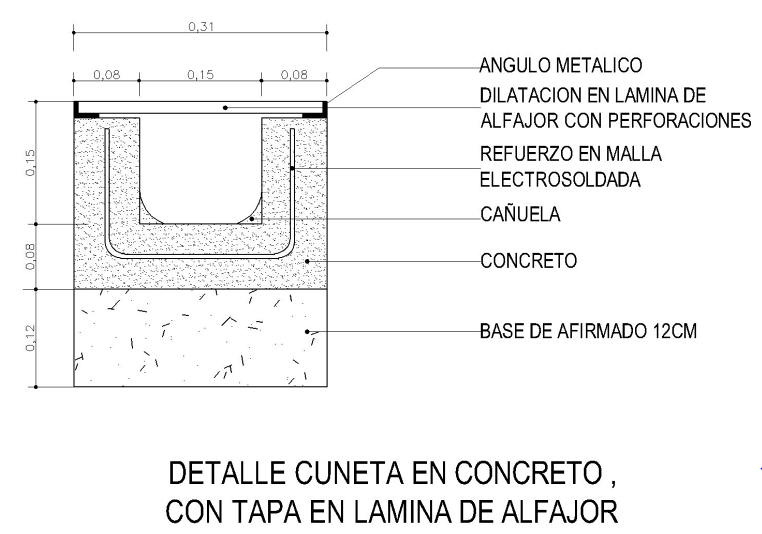 0,31
0,08
0,15
0,08
ANGULO METALICO
DILATACION EN LAMINA DE
ALFAJOR CON PERFORACIONES
0,15
REFUERZO EN MALLA
ELECTROSOLDADA
CAÑUELA
0,08
CONCRETO
0,12
BASE DE AFIRMADO 12CM
DETALLE CUNETA EN CONCRETO ,
CON TAPA EN LAMINA DE ALFAJOR